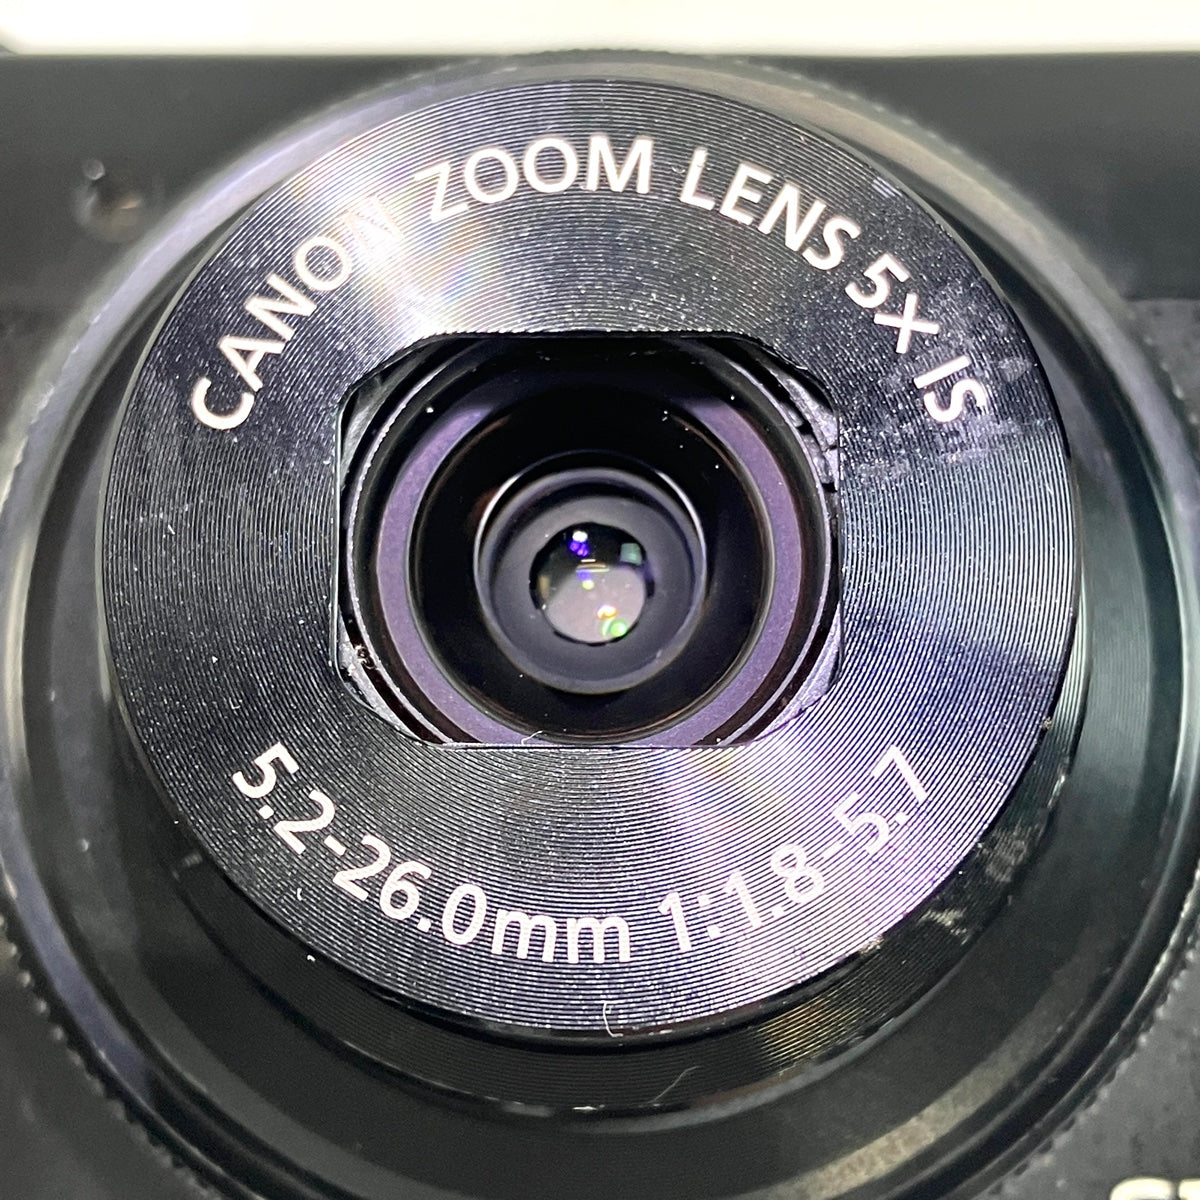 CANON ZOOM LENS 5X IS
5.2-26.0mm 1:1.8-5.7